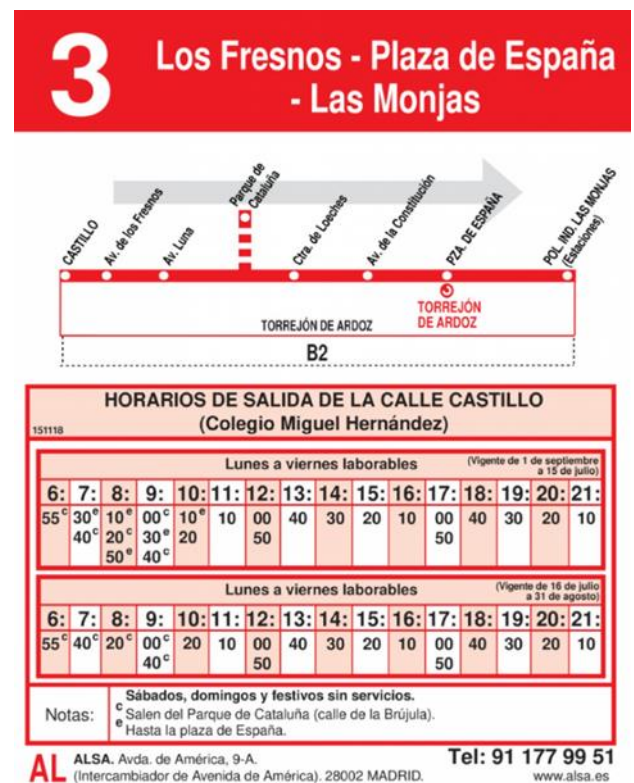 3
Los Fresnos - Plaza de España
- Las Monjas
CASTILLO
Av. de los Fresnos
Av. Luna
Parque de
Cataluña
Ctra. de Loeches
Av. de la Constitución
PZA. DE ESPAÑA
POL. IND. LAS MONJAS
(Estaciones)
TORREJÓN DE ARDOZ
TORREJÓN
DE ARDOZ
B2
HORARIOS DE SALIDA DE LA CALLE CASTILLO
151118 (Colegio Miguel Hernández)
Lunes a viernes laborables (Vigente de 1 de septiembre
a 15 de julio)
6: 7: 8: 9: 10: 11: 12: 13: 14: 15: 16: 17: 18: 19: 20: 21:
55c 30e 10e 00c 10e 10 00 40 30 20 10 00 40 30 20 10
40c 20c 30e 20 50 50
50e 40c
Lunes a viernes laborables (Vigente de 16 de julio
a 31 de agosto)
6: 7: 8: 9: 10: 11: 12: 13: 14: 15: 16: 17: 18: 19: 20: 21:
55c 40c 20c 00c 20 10 00 40 30 20 10 00 40 30 20 10
40c 50 50
Notas:
Sábados, domingos y festivos sin servicios.
c Salen del Parque de Cataluña (calle de la Brújula).
e Hasta la plaza de España.
AL ALSA. Avda. de América, 9-A. Tel: 91 177 99 51
(Intercambiador de Avenida de América). 28002 MADRID. www.alsa.es